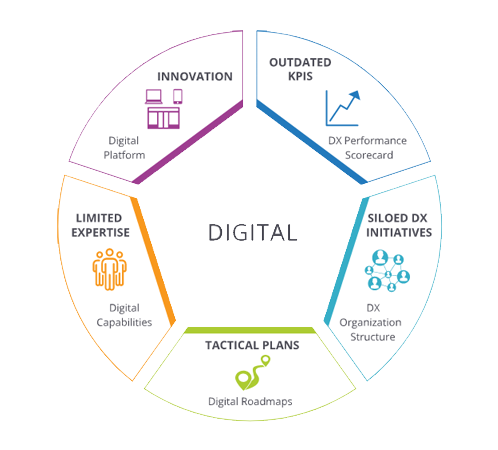 INNOVATION
Digital
Platform
OUTDATED
KPIS
DX Performance
Scorecard
LIMITED
EXPERTISE
Digital
Capabilities
DIGITAL
SILOED DX
INITIATIVES
DX
Organization
Structure
TACTICAL PLANS
Digital Roadmaps